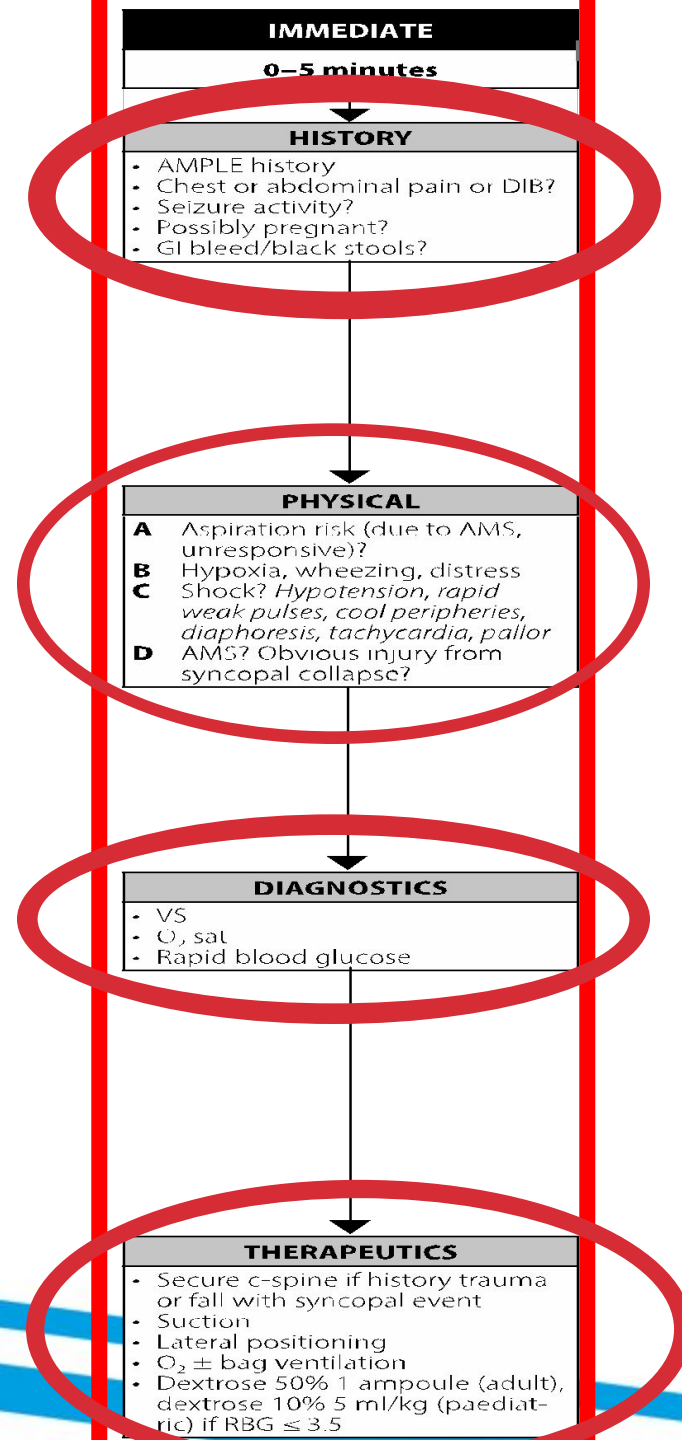 IMMEDIATE
0–5 minutes
HISTORY
• AMPLE history
• Chest or abdominal pain or DIB?
• Seizure activity?
• Possibly pregnant?
• GI bleed/black stools?
PHYSICAL
A Aspiration risk (due to AMS,
unresponsive)?
B Hypoxia, wheezing, distress
C Shock? Hypotension, rapid
weak pulses, cool peripheries,
diaphoresis, tachycardia, pallor
D AMS? Obvious injury from
syncopal collapse?
DIAGNOSTICS
• VS
• O₂ sat
• Rapid blood glucose
THERAPEUTICS
• Secure c-spine if history trauma
or fall with syncopal event
• Suction
• Lateral positioning
• O₂ ± bag ventilation
• Dextrose 50% 1 ampoule (adult),
dextrose 10% 5 ml/kg (paediat-
ric) if RBG ≤ 3.5